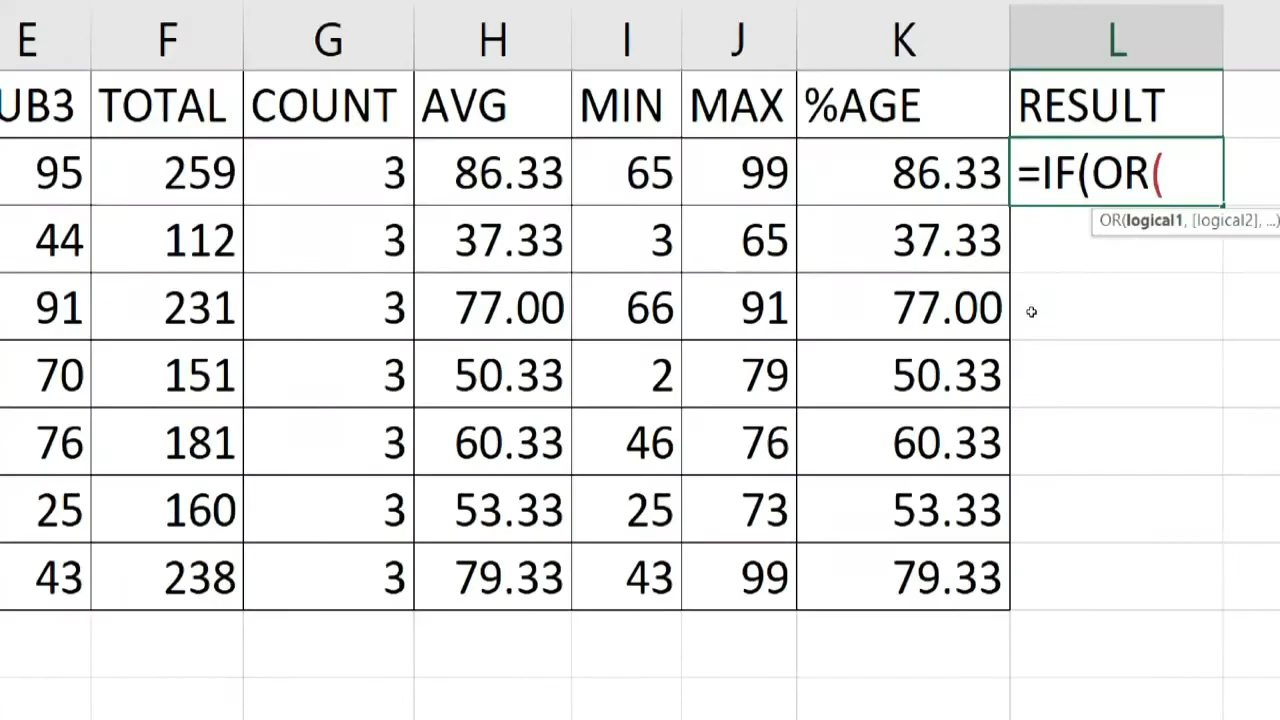 E F G H I J K L
UB3 TOTAL COUNT AVG MIN MAX %AGE RESULT
95 259 3 86.33 65 99 86.33 =IF(OR(
OR(logical1, [logical2], ...)
44 112 3 37.33 3 65 37.33
91 231 3 77.00 66 91 77.00
70 151 3 50.33 2 79 50.33
76 181 3 60.33 46 76 60.33
25 160 3 53.33 25 73 53.33
43 238 3 79.33 43 99 79.33